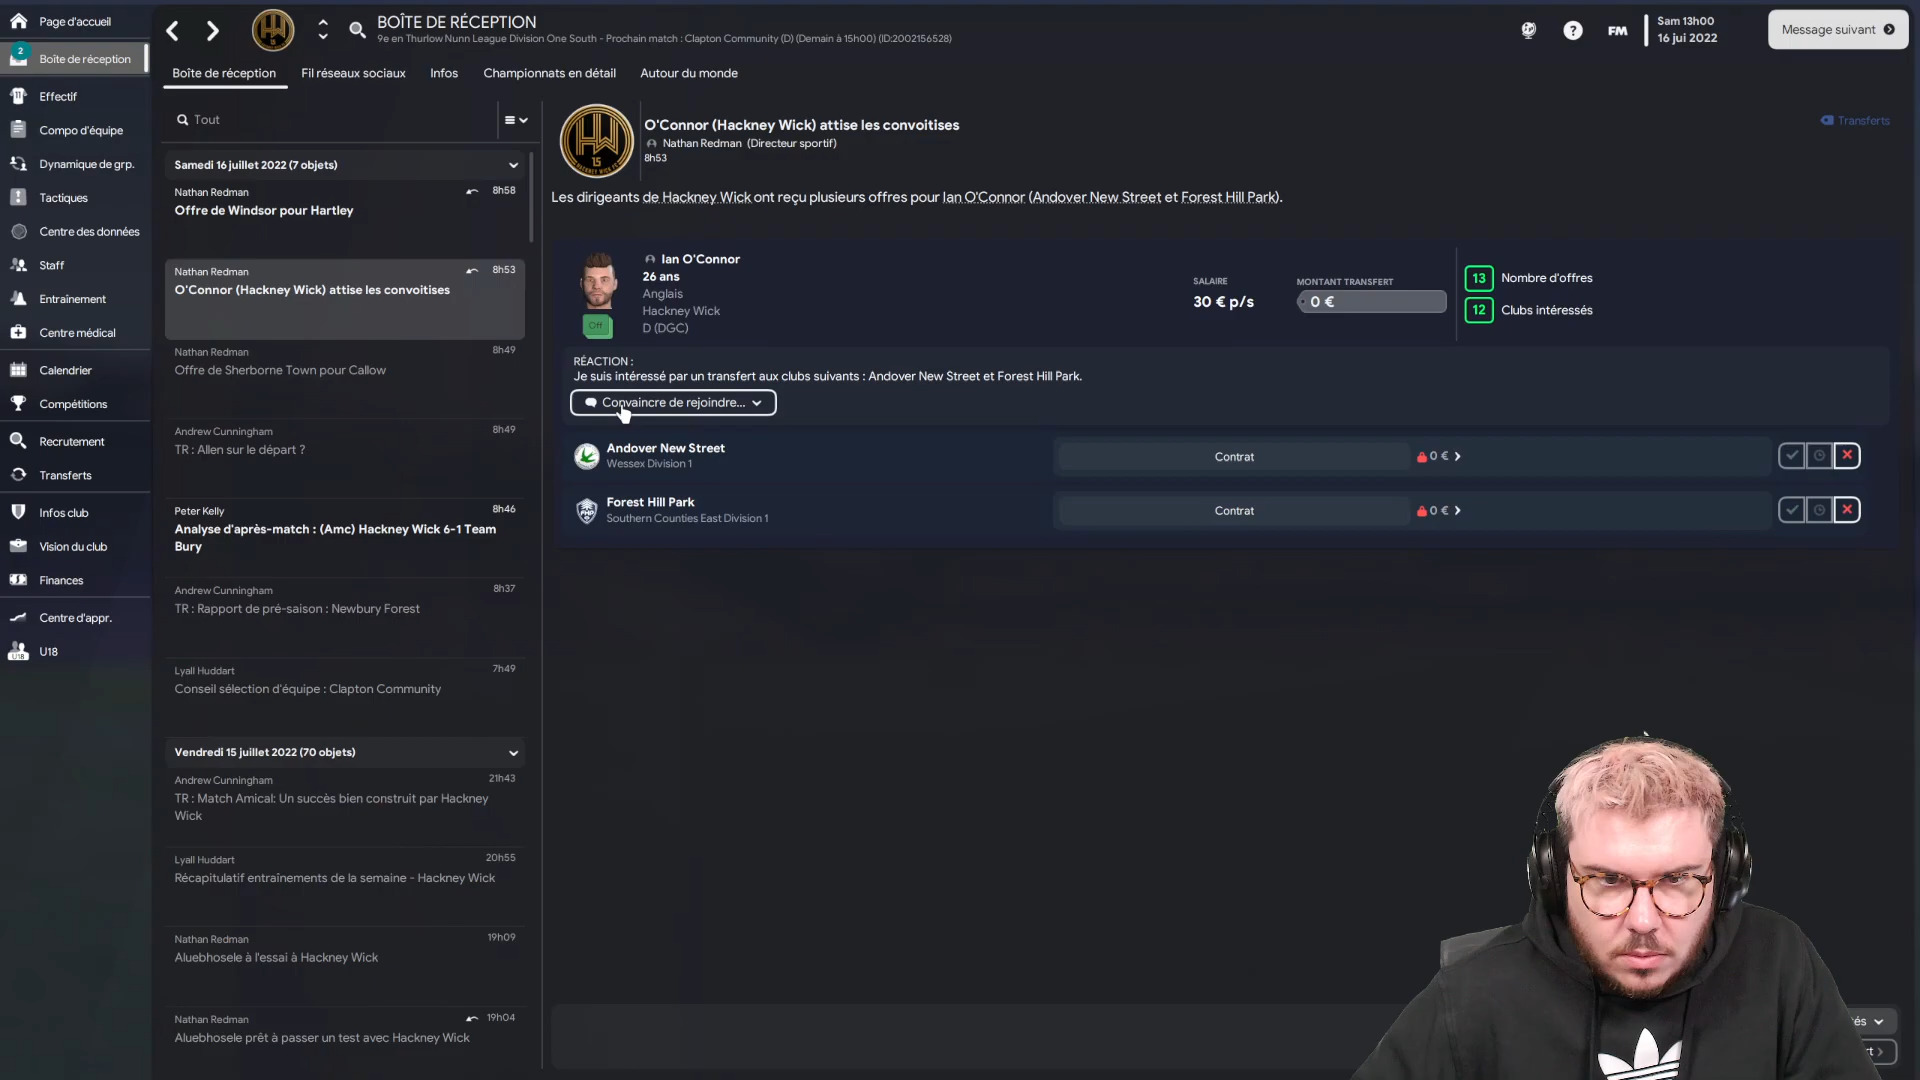 Page d'accueil
2
Boîte de réception
Effectif
Compo d'équipe
Dynamique de grp.
Tactiques
Centre des données
Staff
Entraînement
Centre médical
Calendrier
Compétitions
Recrutement
Transferts
Infos club
Vision du club
Finances
Centre d'appr.
U18
BOÎTE DE RÉCEPTION
9e en Thurlow Nunn League Division One South - Prochain match : Clapton Community (D) (Demain à 15h00) (ID:2002156528)
FM
Sam 13h00
16 jui 2022
Message suivant
Boîte de réception
Fil réseaux sociaux
Infos
Championnats en détail
Autour du monde
Tout
Samedi 16 juillet 2022 (7 objets)
Nathan Redman 8h58
Offre de Windsor pour Hartley
Nathan Redman 8h53
O'Connor (Hackney Wick) attise les convoitises
Nathan Redman 8h49
Offre de Sherborne Town pour Callow
Andrew Cunningham 8h49
TR : Allen sur le départ ?
Peter Kelly 8h46
Analyse d'après-match : (Amc) Hackney Wick 6-1 Team
Bury
Andrew Cunningham 8h37
TR : Rapport de pré-saison : Newbury Forest
Lyall Huddart 7h49
Conseil sélection d'équipe : Clapton Community
Vendredi 15 juillet 2022 (70 objets)
Andrew Cunningham 21h43
TR : Match Amical: Un succès bien construit par Hackney
Wick
Lyall Huddart 20h55
Récapitulatif entraînements de la semaine - Hackney Wick
Nathan Redman 19h09
Aluebhosele à l'essai à Hackney Wick
Nathan Redman 19h04
Aluebhosele prêt à passer un test avec Hackney Wick
HW
15
HACKNEY WICK FC
O'Connor (Hackney Wick) attise les convoitises
Nathan Redman (Directeur sportif)
8h53
Transferts
Les dirigeants de Hackney Wick ont reçu plusieurs offres pour Ian O'Connor (Andover New Street et Forest Hill Park).
Ian O'Connor
26 ans
Anglais
Hackney Wick
D (DGC)
Off
SALAIRE
30 € p/s
MONTANT TRANSFERT
0 €
13 Nombre d'offres
12 Clubs intéressés
RÉACTION :
Je suis intéressé par un transfert aux clubs suivants : Andover New Street et Forest Hill Park.
Convaincre de rejoindre...
Andover New Street
Wessex Division 1
Contrat
0 €
Forest Hill Park
Southern Counties East Division 1
Contrat
0 €